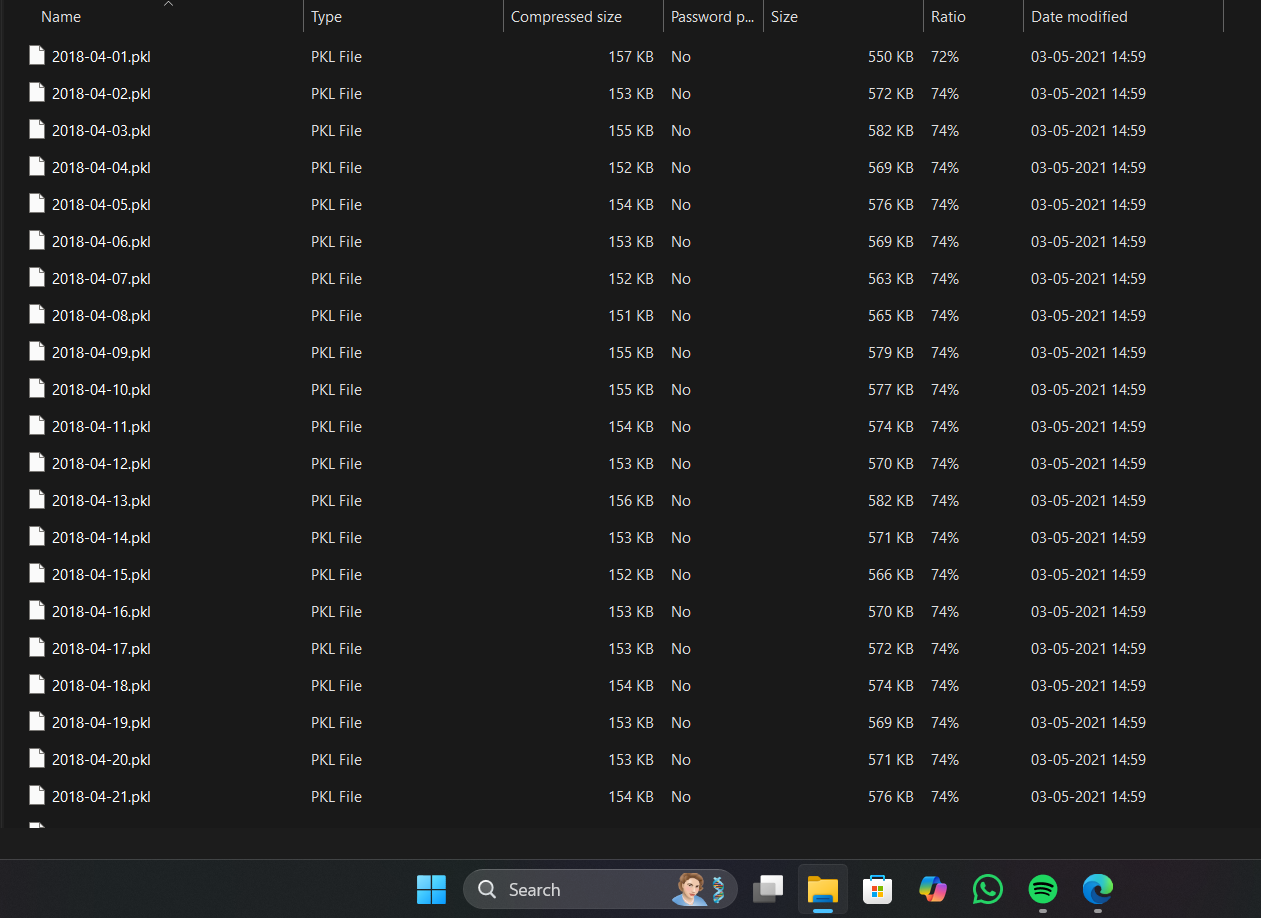 Name Type Compressed size Password p... Size Ratio Date modified
2018-04-01.pkl PKL File 157 KB No 550 KB 72% 03-05-2021 14:59
2018-04-02.pkl PKL File 153 KB No 572 KB 74% 03-05-2021 14:59
2018-04-03.pkl PKL File 155 KB No 582 KB 74% 03-05-2021 14:59
2018-04-04.pkl PKL File 152 KB No 569 KB 74% 03-05-2021 14:59
2018-04-05.pkl PKL File 154 KB No 576 KB 74% 03-05-2021 14:59
2018-04-06.pkl PKL File 153 KB No 569 KB 74% 03-05-2021 14:59
2018-04-07.pkl PKL File 152 KB No 563 KB 74% 03-05-2021 14:59
2018-04-08.pkl PKL File 151 KB No 565 KB 74% 03-05-2021 14:59
2018-04-09.pkl PKL File 155 KB No 579 KB 74% 03-05-2021 14:59
2018-04-10.pkl PKL File 155 KB No 577 KB 74% 03-05-2021 14:59
2018-04-11.pkl PKL File 154 KB No 574 KB 74% 03-05-2021 14:59
2018-04-12.pkl PKL File 153 KB No 570 KB 74% 03-05-2021 14:59
2018-04-13.pkl PKL File 156 KB No 582 KB 74% 03-05-2021 14:59
2018-04-14.pkl PKL File 153 KB No 571 KB 74% 03-05-2021 14:59
2018-04-15.pkl PKL File 152 KB No 566 KB 74% 03-05-2021 14:59
2018-04-16.pkl PKL File 153 KB No 570 KB 74% 03-05-2021 14:59
2018-04-17.pkl PKL File 153 KB No 572 KB 74% 03-05-2021 14:59
2018-04-18.pkl PKL File 154 KB No 574 KB 74% 03-05-2021 14:59
2018-04-19.pkl PKL File 153 KB No 569 KB 74% 03-05-2021 14:59
2018-04-20.pkl PKL File 153 KB No 571 KB 74% 03-05-2021 14:59
2018-04-21.pkl PKL File 154 KB No 576 KB 74% 03-05-2021 14:59
Search